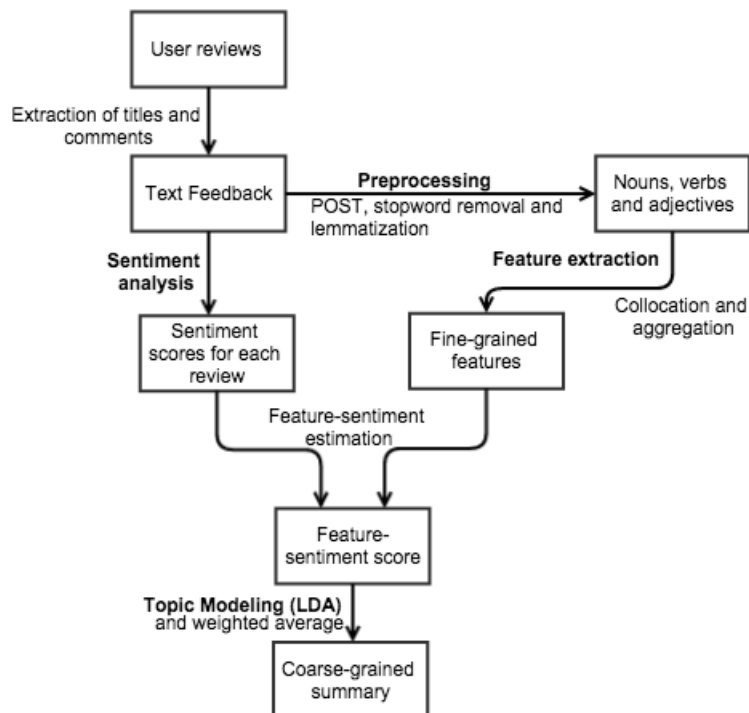 User reviews
Extraction of titles and
comments
Text Feedback
Preprocessing
POST, stopword removal and
lemmatization
Nouns, verbs
and adjectives
Sentiment
analysis
Feature extraction
Collocation and
aggregation
Sentiment
scores for each
review
Fine-grained
features
Feature-sentiment
estimation
Feature-
sentiment score
Topic Modeling (LDA)
and weighted average
Coarse-grained
summary